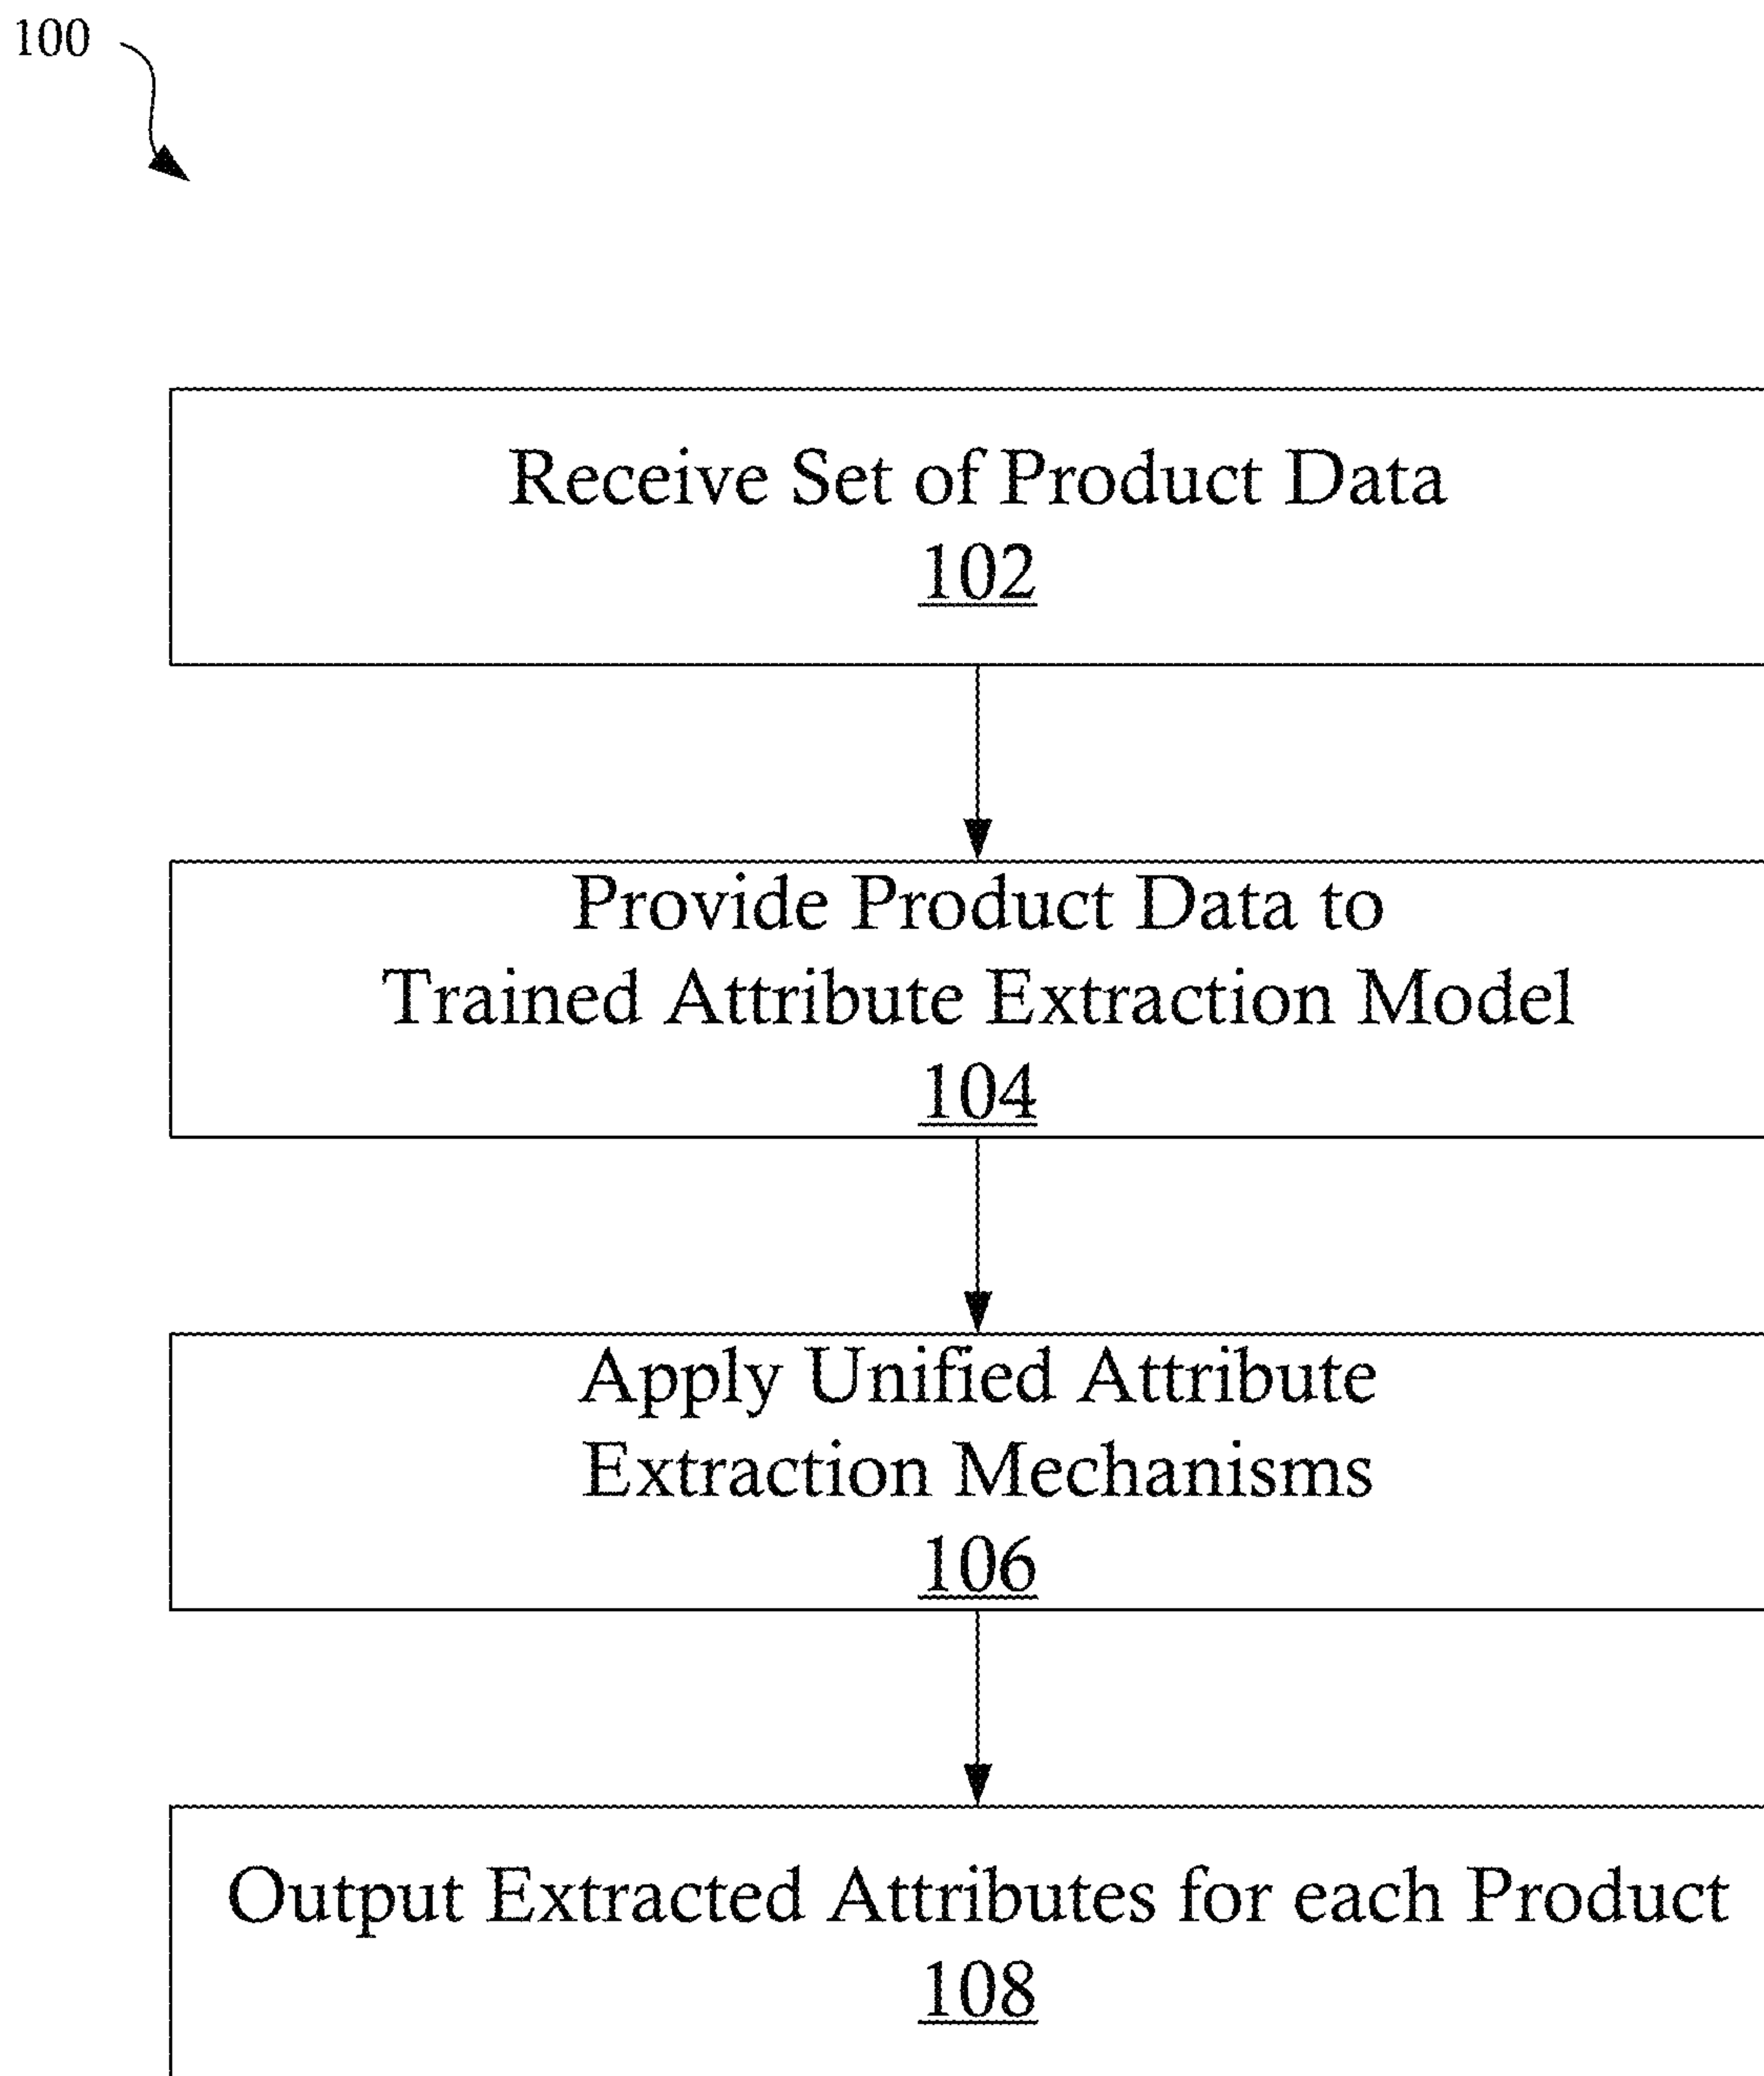 100
Receive Set of Product Data
102
Provide Product Data to
Trained Attribute Extraction Model
104
Apply Unified Attribute
Extraction Mechanisms
106
Output Extracted Attributes for each Product
108